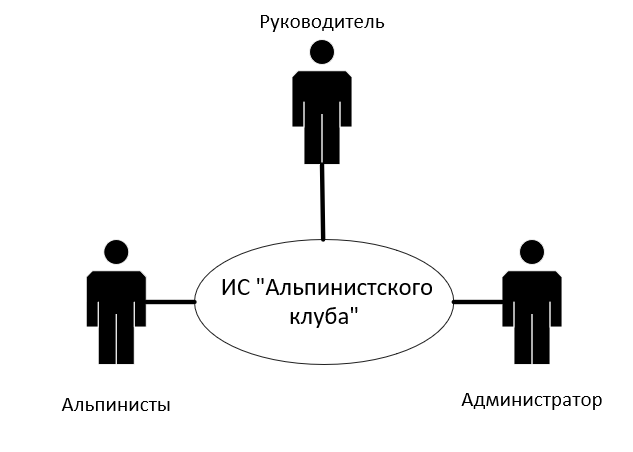 Руководитель
ИС "Альпинистского
клуба"
Альпинисты
Администратор